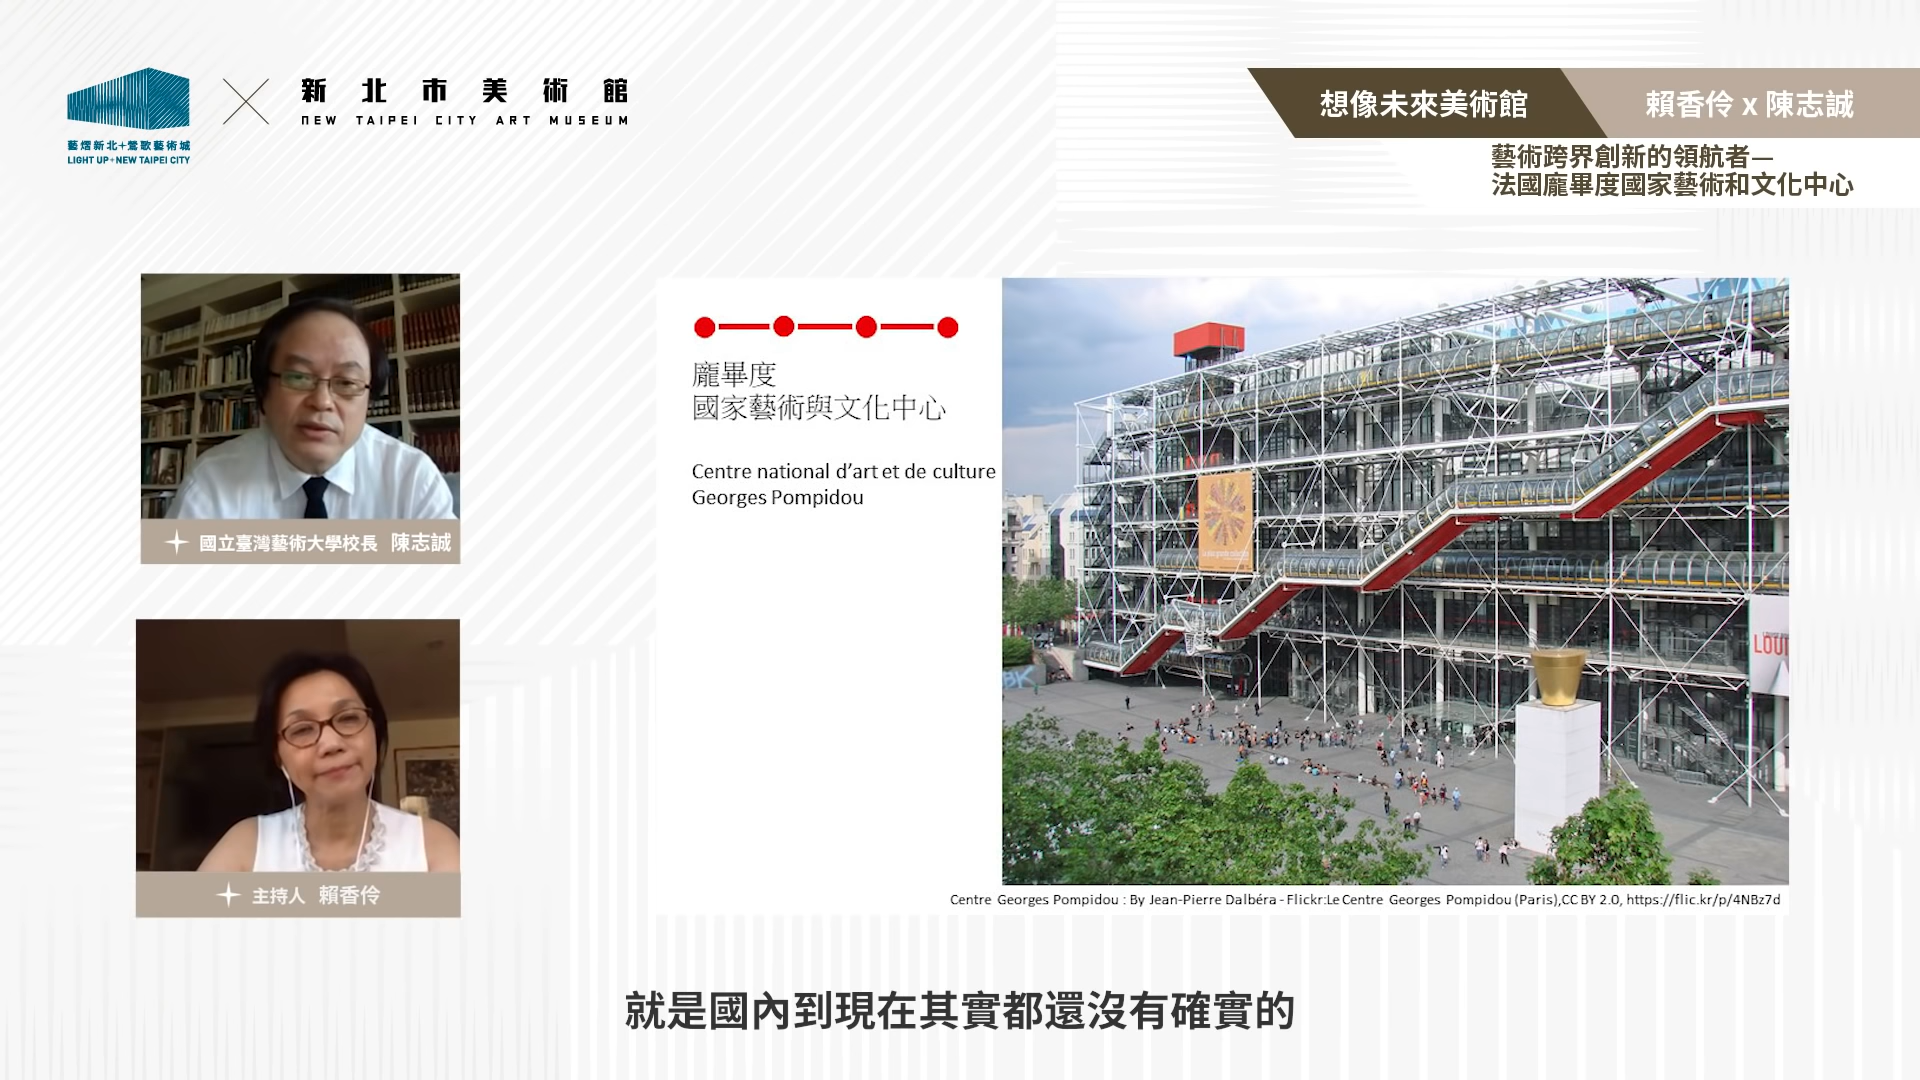 藝熠新北+鶯歌藝術城
LIGHT UP+NEW TAIPEI CITY
新北市美術館
NEW TAIPEI CITY ART MUSEUM
想像未來美術館
賴香伶 x 陳志誠
藝術跨界創新的領航者—
法國龐畢度國家藝術和文化中心
國立臺灣藝術大學校長 陳志誠
主持人 賴香伶
龐畢度
國家藝術與文化中心
Centre national d’art et de culture
Georges Pompidou
LOUI
Centre Georges Pompidou : By Jean-Pierre Dalbéra - Flickr:Le Centre Georges Pompidou (Paris),CC BY 2.0, https://flic.kr/p/4NBz7d
就是國內到現在其實都還沒有確實的